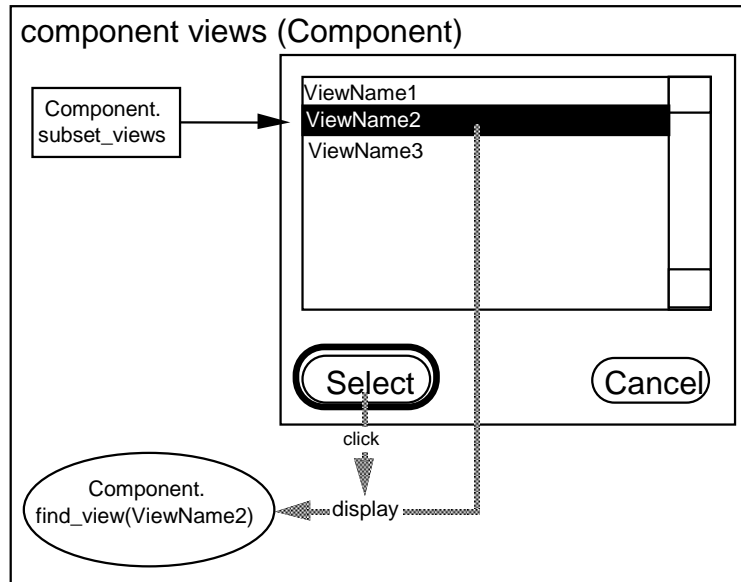 component views (Component)
Component.
subset_views
ViewName1
ViewName2
ViewName3
Select
Cancel
click
display
Component.
find_view(ViewName2)